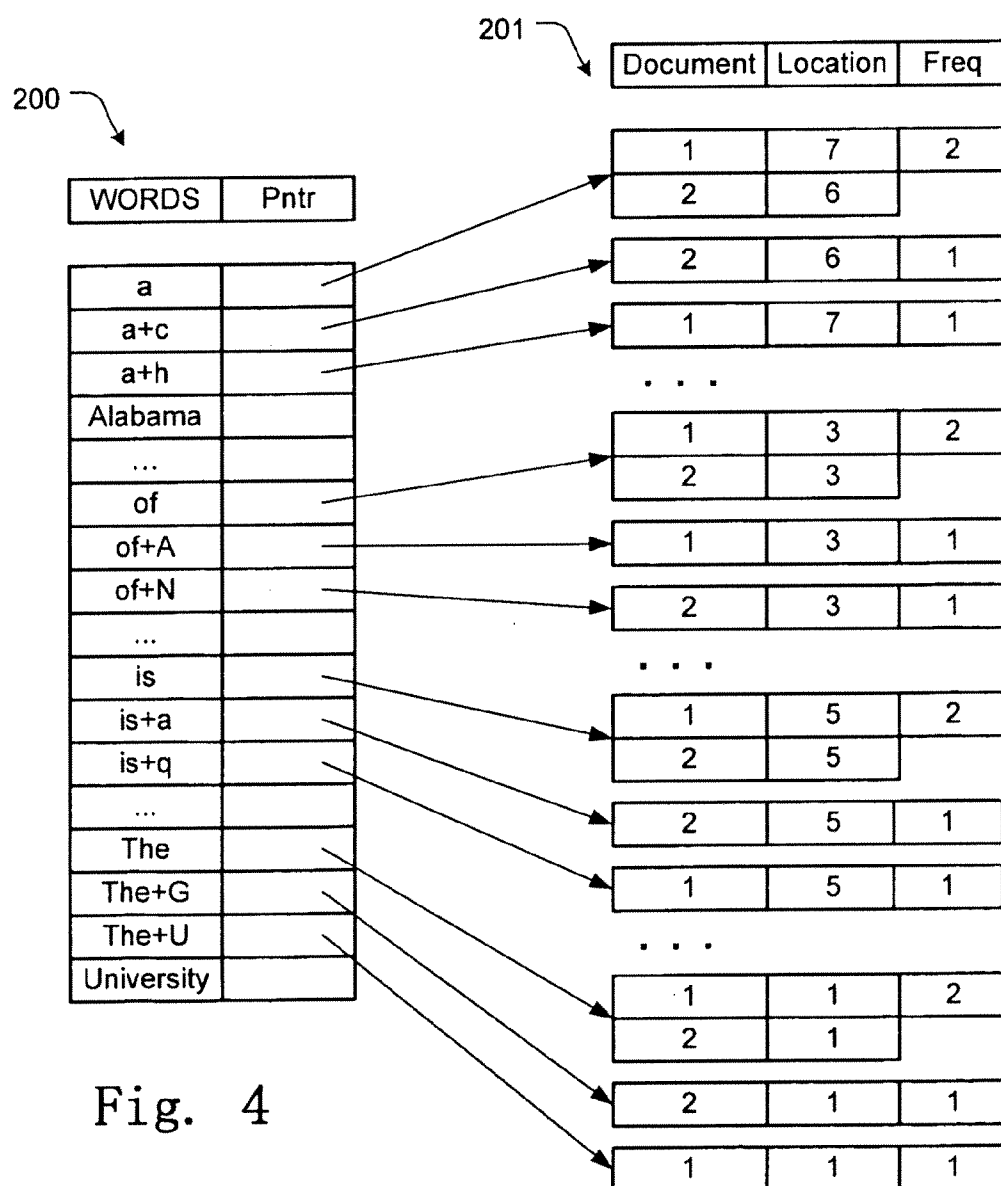 201
Document Location Freq
200
WORDS Pntr
1 7 2
2 6
a
2 6 1
a+c
1 7 1
a+h
. . .
Alabama
1 3 2
...
2 3
of
of+A
1 3 1
of+N
2 3 1
...
. . .
is
1 5 2
is+a
2 5
is+q
...
2 5 1
The
1 5 1
The+G
The+U
. . .
University
1 1 2
2 1
Fig. 4
2 1 1
1 1 1